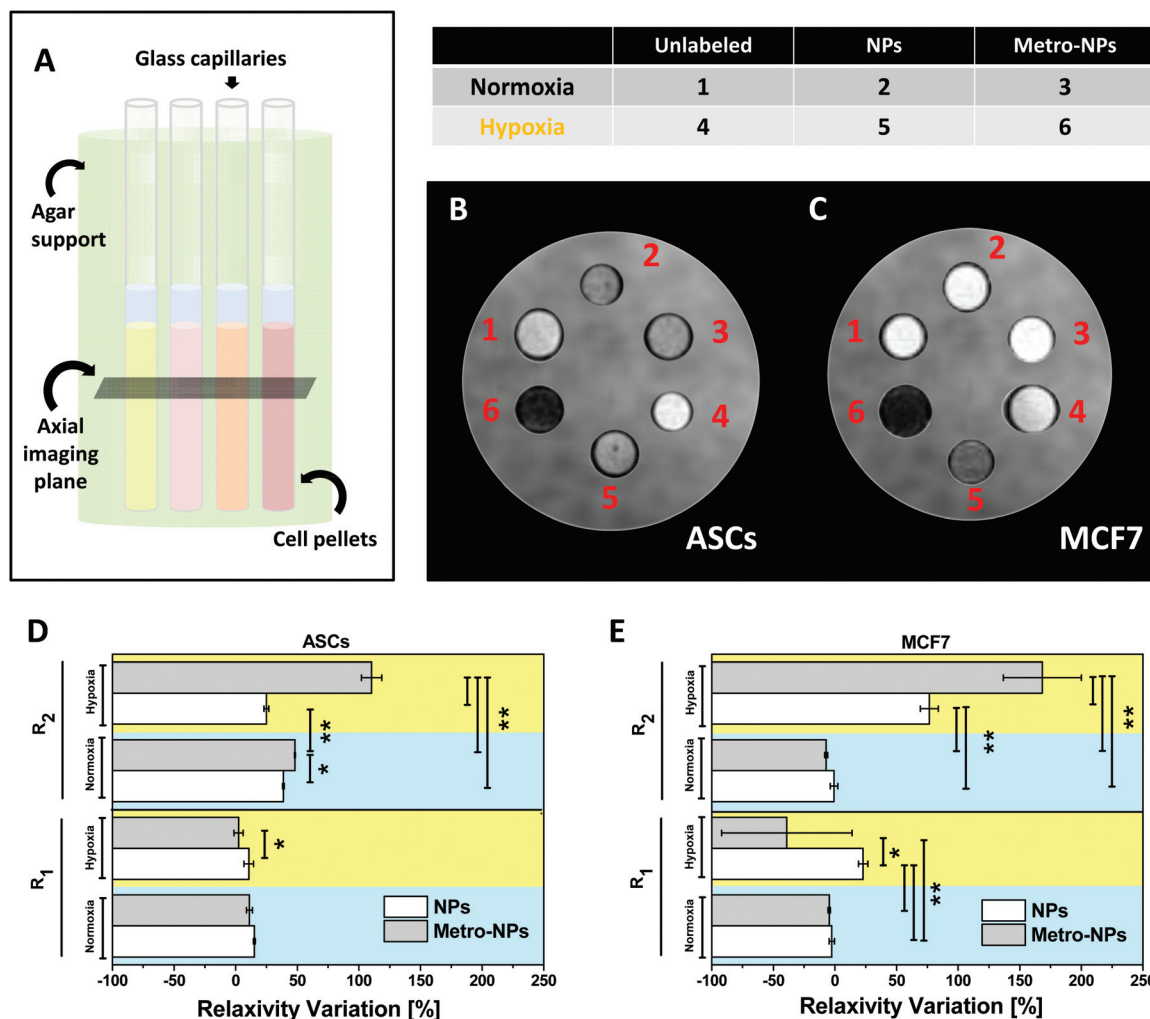 A
Glass capillaries
Agar
support
Axial
imaging
plane
Cell pellets
Unlabeled NPs Metro-NPs
Normoxia 1 2 3
Hypoxia 4 5 6
B
2
1
3
6
4
5
ASCs
C
2
1
3
6
4
5
MCF7
D
ASCs
R2
Hypoxia
Normoxia
R1
Hypoxia
Normoxia
**
**
*
*
NPs
Metro-NPs
-100 -50 0 50 100 150 200 250
Relaxivity Variation [%]
E
MCF7
R2
Hypoxia
Normoxia
R1
Hypoxia
Normoxia
**
**
*
**
NPs
Metro-NPs
-100 -50 0 50 100 150 200 250
Relaxivity Variation [%]